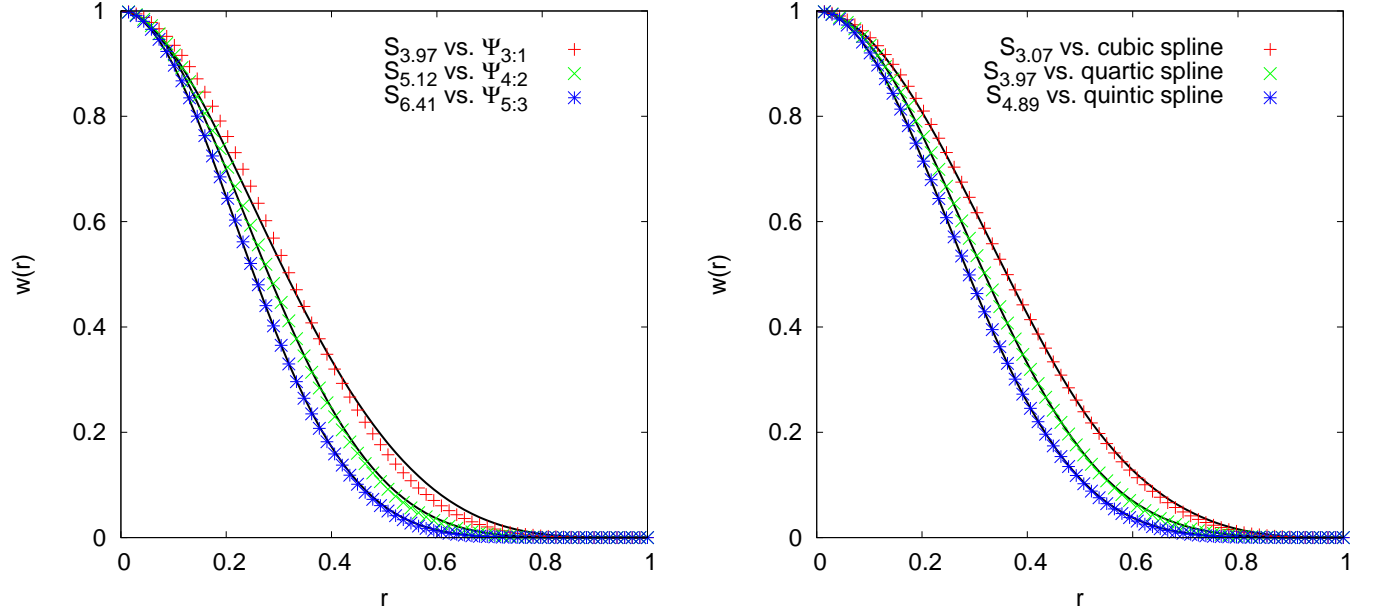 S3.97 vs. Ψ3:1
S5.12 vs. Ψ4:2
S6.41 vs. Ψ5:3
1
0.8
0.6
0.4
0.2
0
w(r)
0 0.2 0.4 0.6 0.8 1
r
S3.07 vs. cubic spline
S3.97 vs. quartic spline
S4.89 vs. quintic spline
1
0.8
0.6
0.4
0.2
0
w(r)
0 0.2 0.4 0.6 0.8 1
r